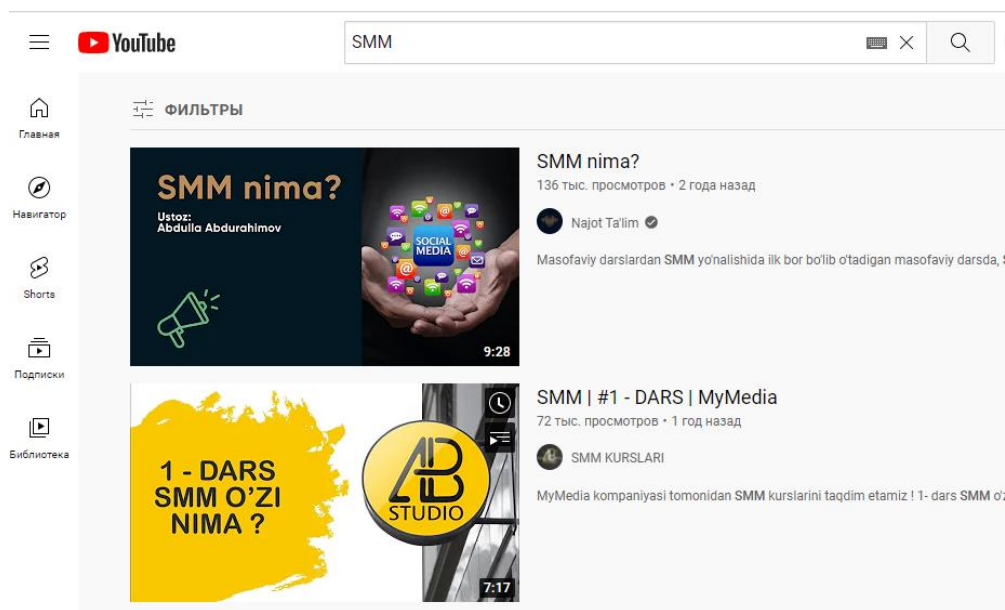 YouTube
SMM
Главная
Навигатор
Shorts
Подписки
Библиотека
ФИЛЬТРЫ
SMM nima?
Ustoz:
Abdulla Abdurahimov
SOCIAL
MEDIA
9:28
SMM nima?
136 тыс. просмотров • 2 года назад
Najot Ta'lim
Masofaviy darslardan SMM yo'nalishida ilk bor bo'lib o'tadigan masofaviy darsda,
1 - DARS
SMM O'ZI
NIMA ?
AB
STUDIO
7:17
SMM | #1 - DARS | MyMedia
72 тыс. просмотров • 1 год назад
SMM KURSLARI
MyMedia kompaniyasi tomonidan SMM kurslarini taqdim etamiz ! 1- dars SMM